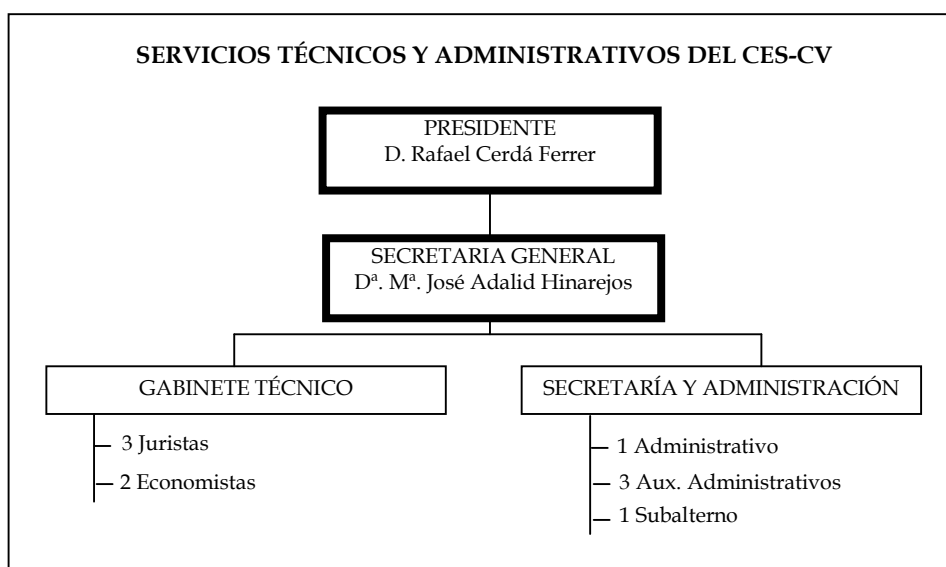 SERVICIOS TÉCNICOS Y ADMINISTRATIVOS DEL CES-CV
PRESIDENTE
D. Rafael Cerdá Ferrer
SECRETARIA GENERAL
Dª. Mª. José Adalid Hinarejos
GABINETE TÉCNICO
3 Juristas
2 Economistas
SECRETARÍA Y ADMINISTRACIÓN
1 Administrativo
3 Aux. Administrativos
1 Subalterno